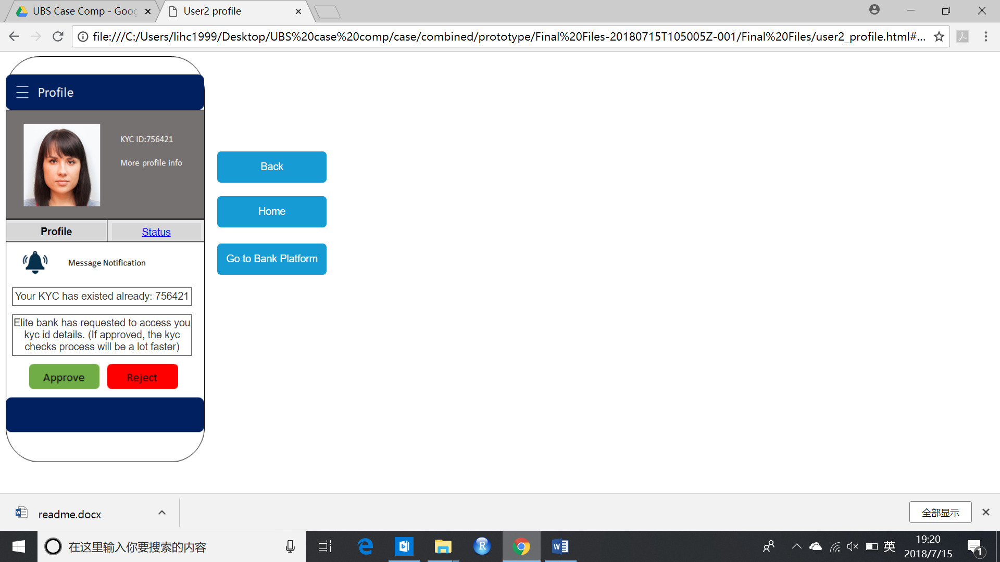 UBS Case Comp - Goo
User2 profile
file:///C:/Users/lihc1999/Desktop/UBS%20case%20comp/case/combined/prototype/Final%20Files-20180715T105005Z-001/Final%20Files/user2_profile.html#...
Profile
KYC ID:756421
More profile info
Back
Home
Go to Bank Platform
Profile
Status
Message Notification
Your KYC has existed already: 756421
Elite bank has requested to access you
kyc id details. (If approved, the kyc
checks process will be a lot faster)
Approve
Reject
readme.docx
全部显示
在这里输入你要搜索的内容
R
W
英
19:20
2018/7/15
1